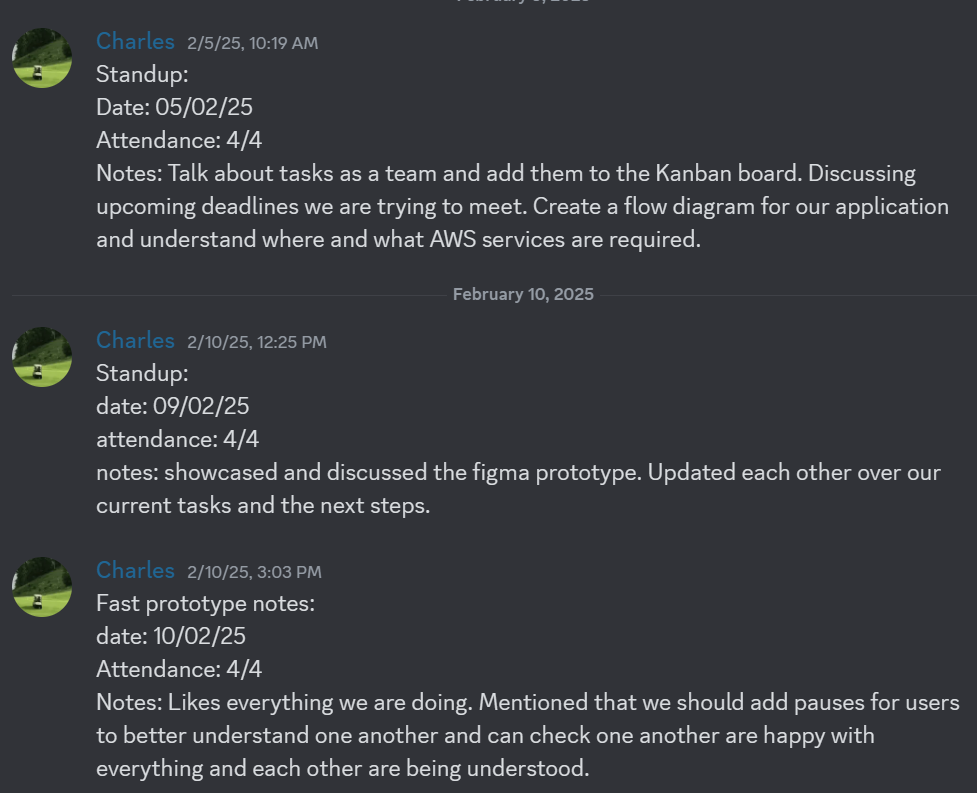 Charles 2/5/25, 10:19 AM
Standup:
Date: 05/02/25
Attendance: 4/4
Notes: Talk about tasks as a team and add them to the Kanban board. Discussing
upcoming deadlines we are trying to meet. Create a flow diagram for our application
and understand where and what AWS services are required.
February 10, 2025
Charles 2/10/25, 12:25 PM
Standup:
date: 09/02/25
attendance: 4/4
notes: showcased and discussed the figma prototype. Updated each other over our
current tasks and the next steps.
Charles 2/10/25, 3:03 PM
Fast prototype notes:
date: 10/02/25
Attendance: 4/4
Notes: Likes everything we are doing. Mentioned that we should add pauses for users
to better understand one another and can check one another are happy with
everything and each other are being understood.